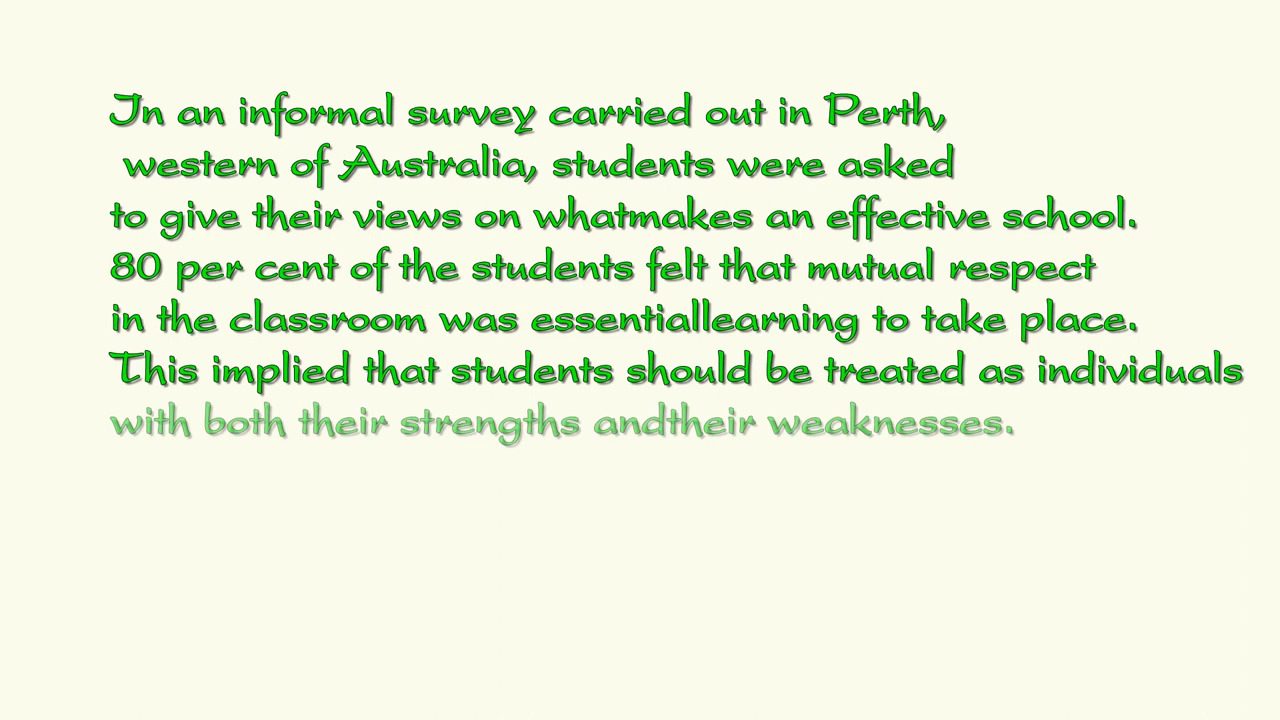 In an informal survey carried out in Perth,
western of Australia, students were asked
to give their views on whatmakes an effective school.
80 per cent of the students felt that mutual respect
in the classroom was essentiallearning to take place.
This implied that students should be treated as individuals
with both their strengths andtheir weaknesses.